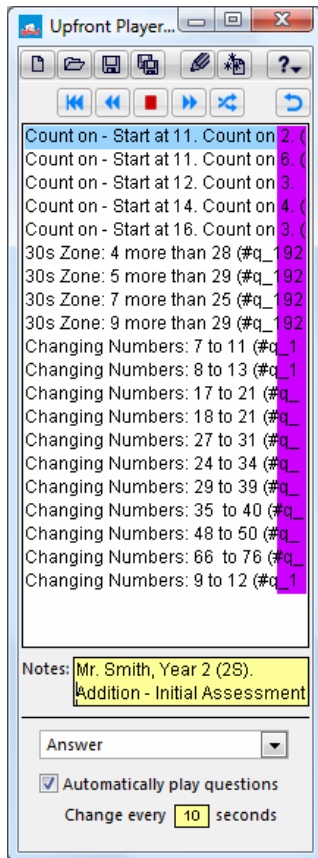 Upfront Player...
?
Count on - Start at 11. Count on 2. (
Count on - Start at 11. Count on 6. (
Count on - Start at 12. Count on 3.
Count on - Start at 14. Count on 4. (
Count on - Start at 16. Count on 3. (
30s Zone: 4 more than 28 (#q_192
30s Zone: 5 more than 29 (#q_192
30s Zone: 7 more than 25 (#q_192
30s Zone: 9 more than 29 (#q_192
Changing Numbers: 7 to 11 (#q_1
Changing Numbers: 8 to 13 (#q_1
Changing Numbers: 17 to 21 (#q_
Changing Numbers: 18 to 21 (#q_
Changing Numbers: 27 to 31 (#q_
Changing Numbers: 24 to 34 (#q_
Changing Numbers: 29 to 39 (#q_
Changing Numbers: 35 to 40 (#q_
Changing Numbers: 48 to 50 (#q_
Changing Numbers: 66 to 76 (#q_
Changing Numbers: 9 to 12 (#q_1
Notes: Mr. Smith, Year 2 (2S).
Addition - Initial Assessment
Answer
Automatically play questions
Change every 10 seconds